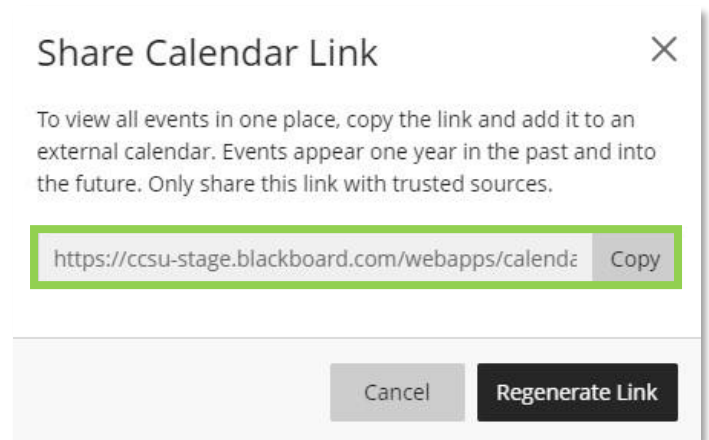 Share Calendar Link
To view all events in one place, copy the link and add it to an
external calendar. Events appear one year in the past and into
the future. Only share this link with trusted sources.
https://ccsu-stage.blackboard.com/webapps/calenda Copy
Cancel Regenerate Link